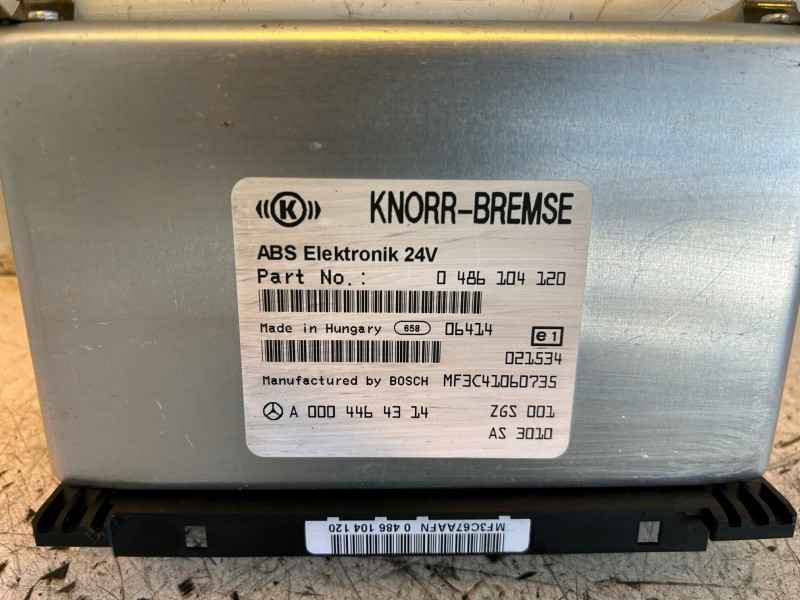 K KNORR-BREMSE
ABS Elektronik 24V
Part No.: 0 486 104 120
Made in Hungary 658 06414
e1
021534
Manufactured by BOSCH MF3C41060735
A 000 446 43 14 ZGS 001
AS 3010
MF3C67AAFN 0 486 104 120